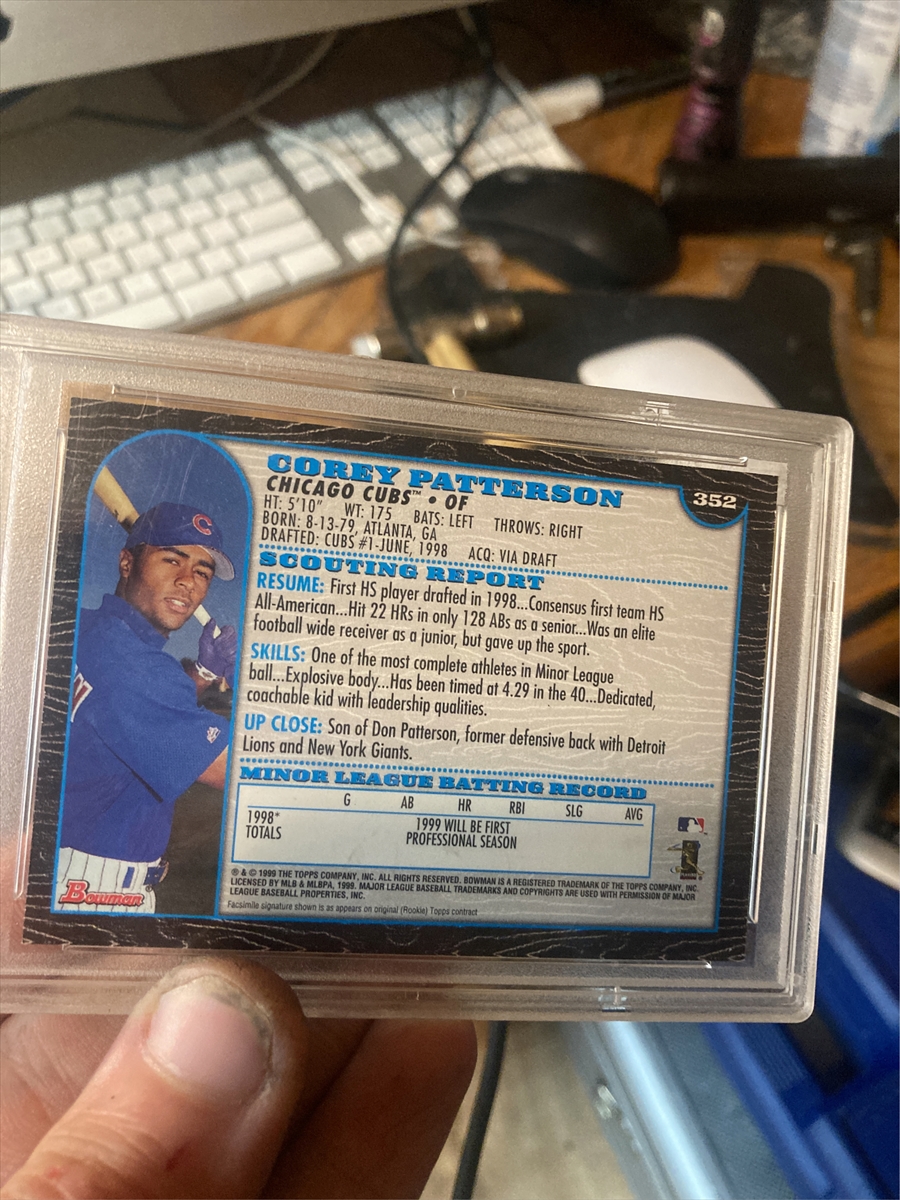 COREY PATTERSON
352
CHICAGO CUBS™ • OF
HT: 5'10" WT: 175 BATS: LEFT THROWS: RIGHT
BORN: 8-13-79, ATLANTA, GA
DRAFTED: CUBS #1-JUNE, 1998 ACQ: VIA DRAFT
SCOUTING REPORT
RESUME: First HS player drafted in 1998...Consensus first team HS
All-American...Hit 22 HRs in only 128 ABs as a senior...Was an elite
football wide receiver as a junior, but gave up the sport.
SKILLS: One of the most complete athletes in Minor League
ball...Explosive body...Has been timed at 4.29 in the 40...Dedicated,
coachable kid with leadership qualities.
UP CLOSE: Son of Don Patterson, former defensive back with Detroit
Lions and New York Giants.
MINOR LEAGUE BATTING RECORD
G AB HR RBI SLG AVG
1998* 1999 WILL BE FIRST
TOTALS PROFESSIONAL SEASON
® & © 1999 THE TOPPS COMPANY, INC. ALL RIGHTS RESERVED. BOWMAN IS A REGISTERED TRADEMARK OF THE TOPPS COMPANY, INC.
LICENSED BY MLB & MLBPA, 1999. MAJOR LEAGUE BASEBALL TRADEMARKS AND COPYRIGHTS ARE USED WITH PERMISSION OF MAJOR
LEAGUE BASEBALL PROPERTIES, INC.
Facsimile signature shown is as appears on original (Rookie) Topps contract
Bowman
C